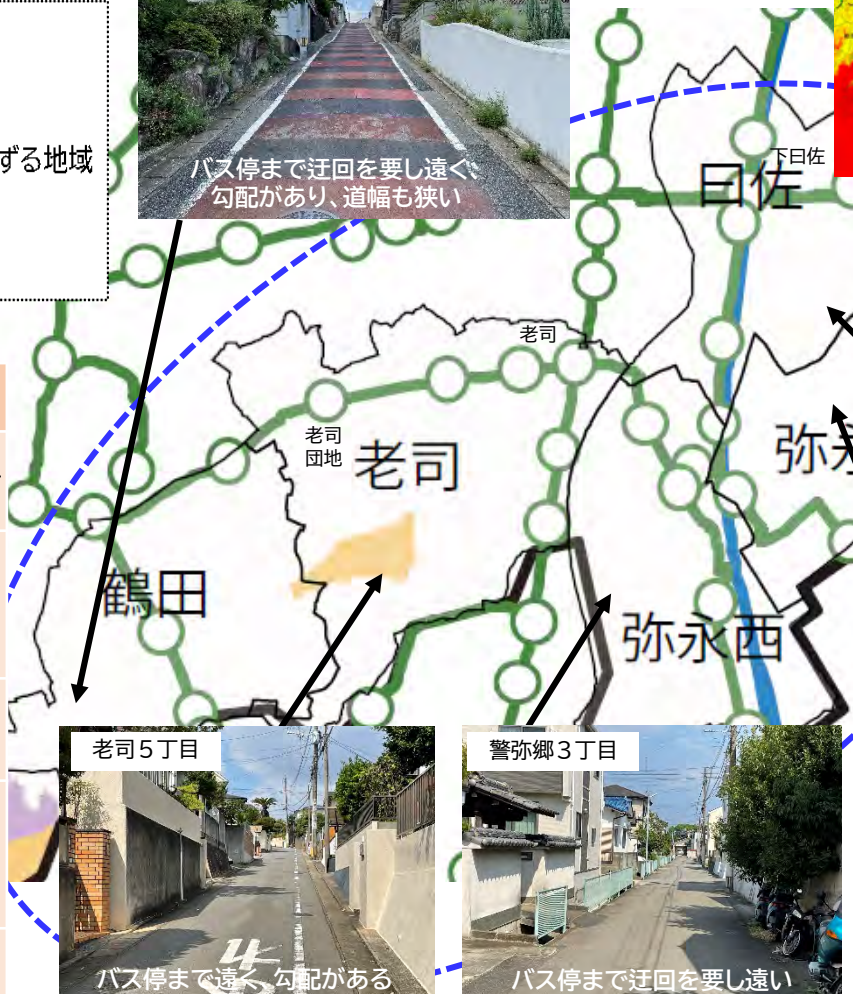 ずる地域
バス停まで迂回を要し遠く、
勾配があり、道幅も狭い
下曰佐
曰佐
老司
老司
団地
老司
弥永
鶴田
弥永西
老司5丁目
警弥郷3丁目
バス停まで遠く、勾配がある
バス停まで迂回を要し遠い